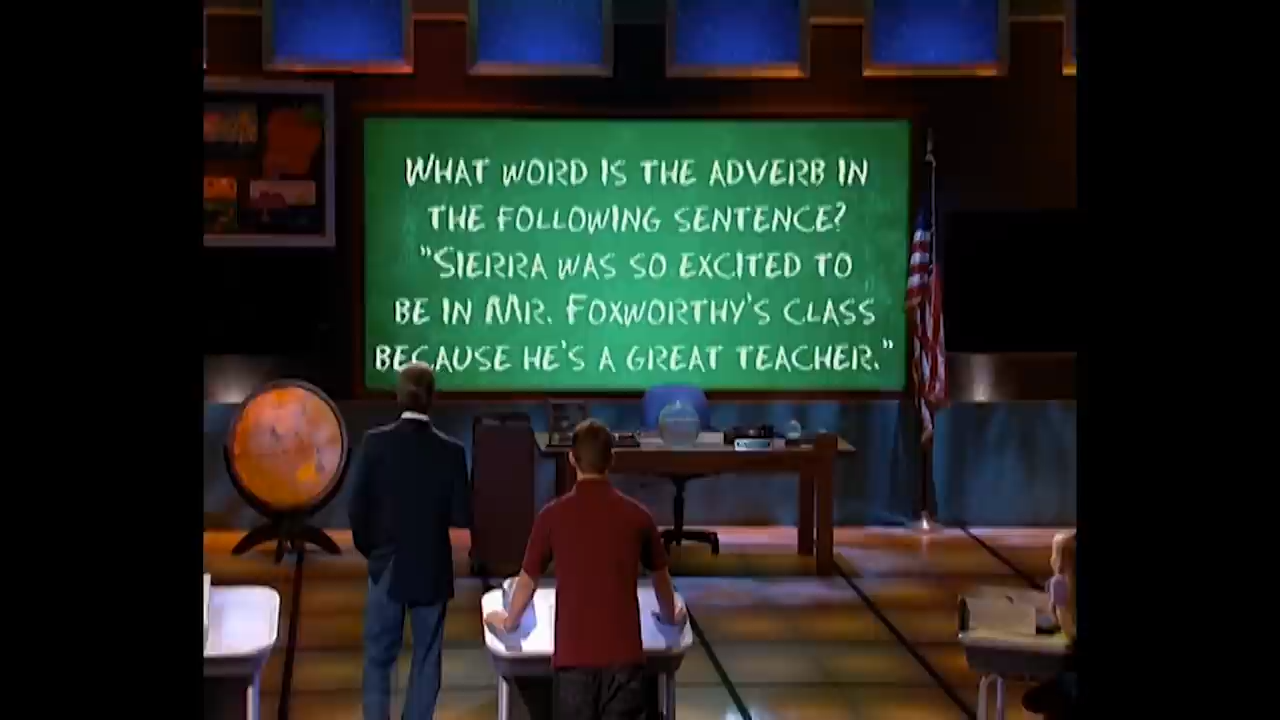 WHAT WORD IS THE ADVERB IN
THE FOLLOWING SENTENCE?
"SIERRA WAS SO EXCITED TO
BE IN MR. FOXWORTHY'S CLASS
BECAUSE HE'S A GREAT TEACHER."